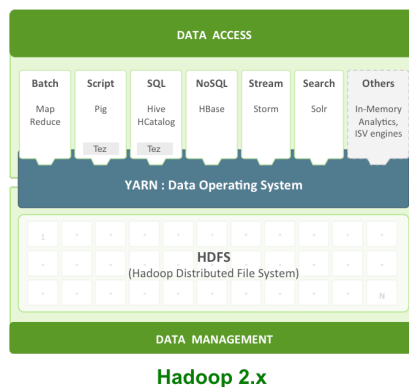 DATA ACCESS
Batch
Map
Reduce
Script
Pig
Tez
SQL
Hive
HCatalog
Tez
NoSQL
HBase
Stream
Storm
Search
Solr
Others
In-Memory
Analytics,
ISV engines
YARN : Data Operating System
1
HDFS
(Hadoop Distributed File System)
N
DATA MANAGEMENT
Hadoop 2.x